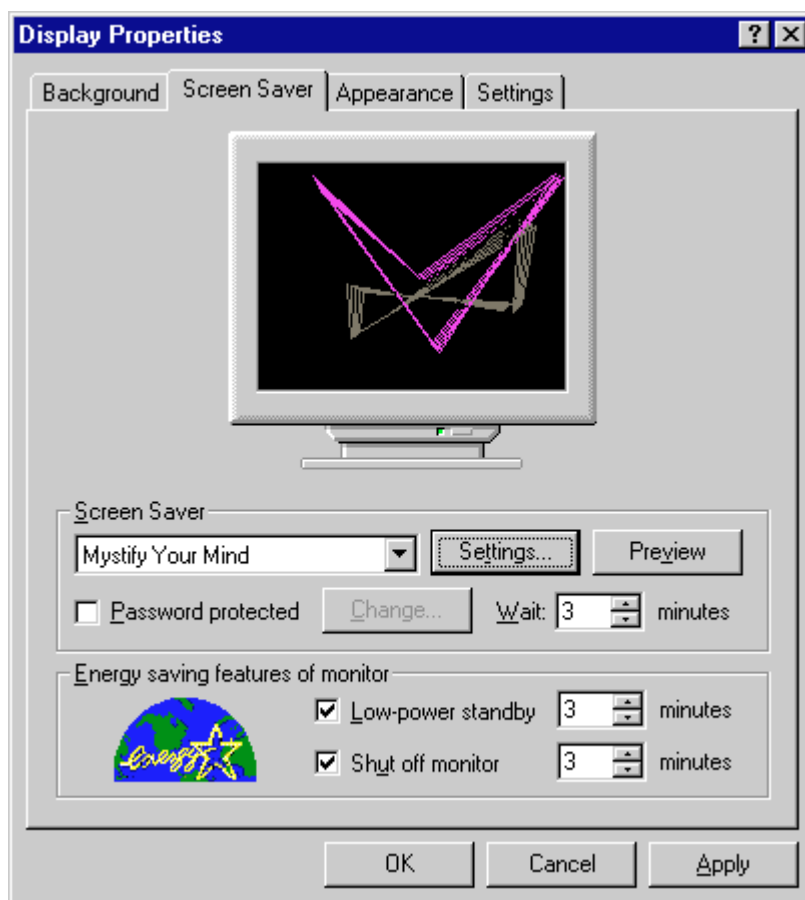 Display Properties
Background Screen Saver Appearance Settings
Screen Saver
Mystify Your Mind Settings... Preview
Password protected Change... Wait: 3 minutes
Energy saving features of monitor
energy Low-power standby 3 minutes
Shut off monitor 3 minutes
OK Cancel Apply